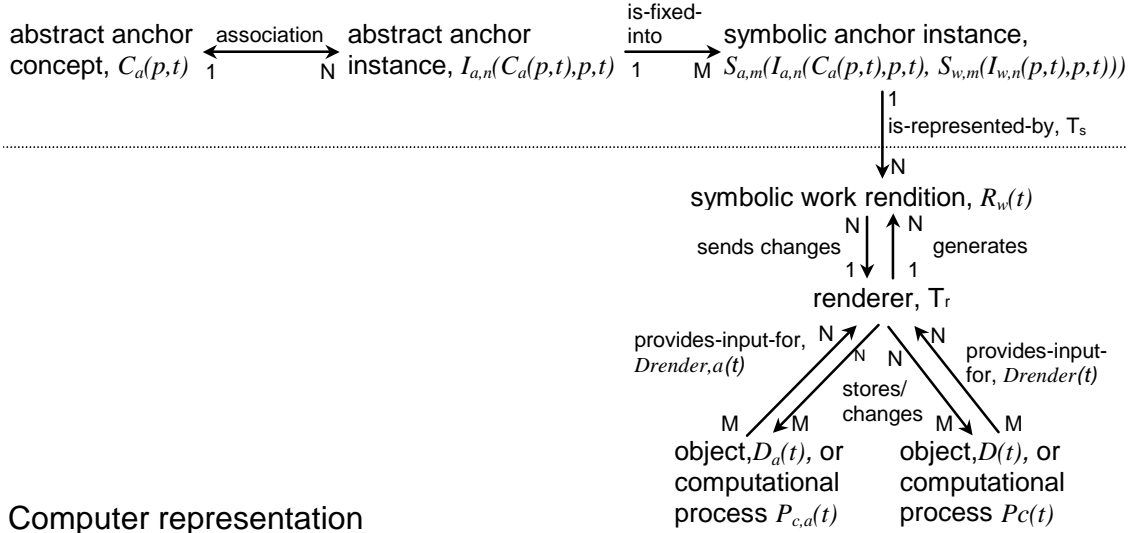 is-fixed-
into
abstract anchor
concept, Ca(p,t)
association
1
N
abstract anchor
instance, Ia,n(Ca(p,t),p,t)
1
M
symbolic anchor instance,
Sa,m(Ia,n(Ca(p,t),p,t), Sw,m(Iw,n(p,t),p,t)))
1
is-represented-by, Ts
N
symbolic work rendition, Rw(t)
N
N
sends changes
generates
1
1
renderer, Tr
provides-input-for,
Drender,a(t)
N
N
N
N
provides-input-
for, Drender(t)
stores/
changes
M
M
M
M
object,Da(t), or
computational
process Pc,a(t)
object,D(t), or
computational
process Pc(t)
Computer representation